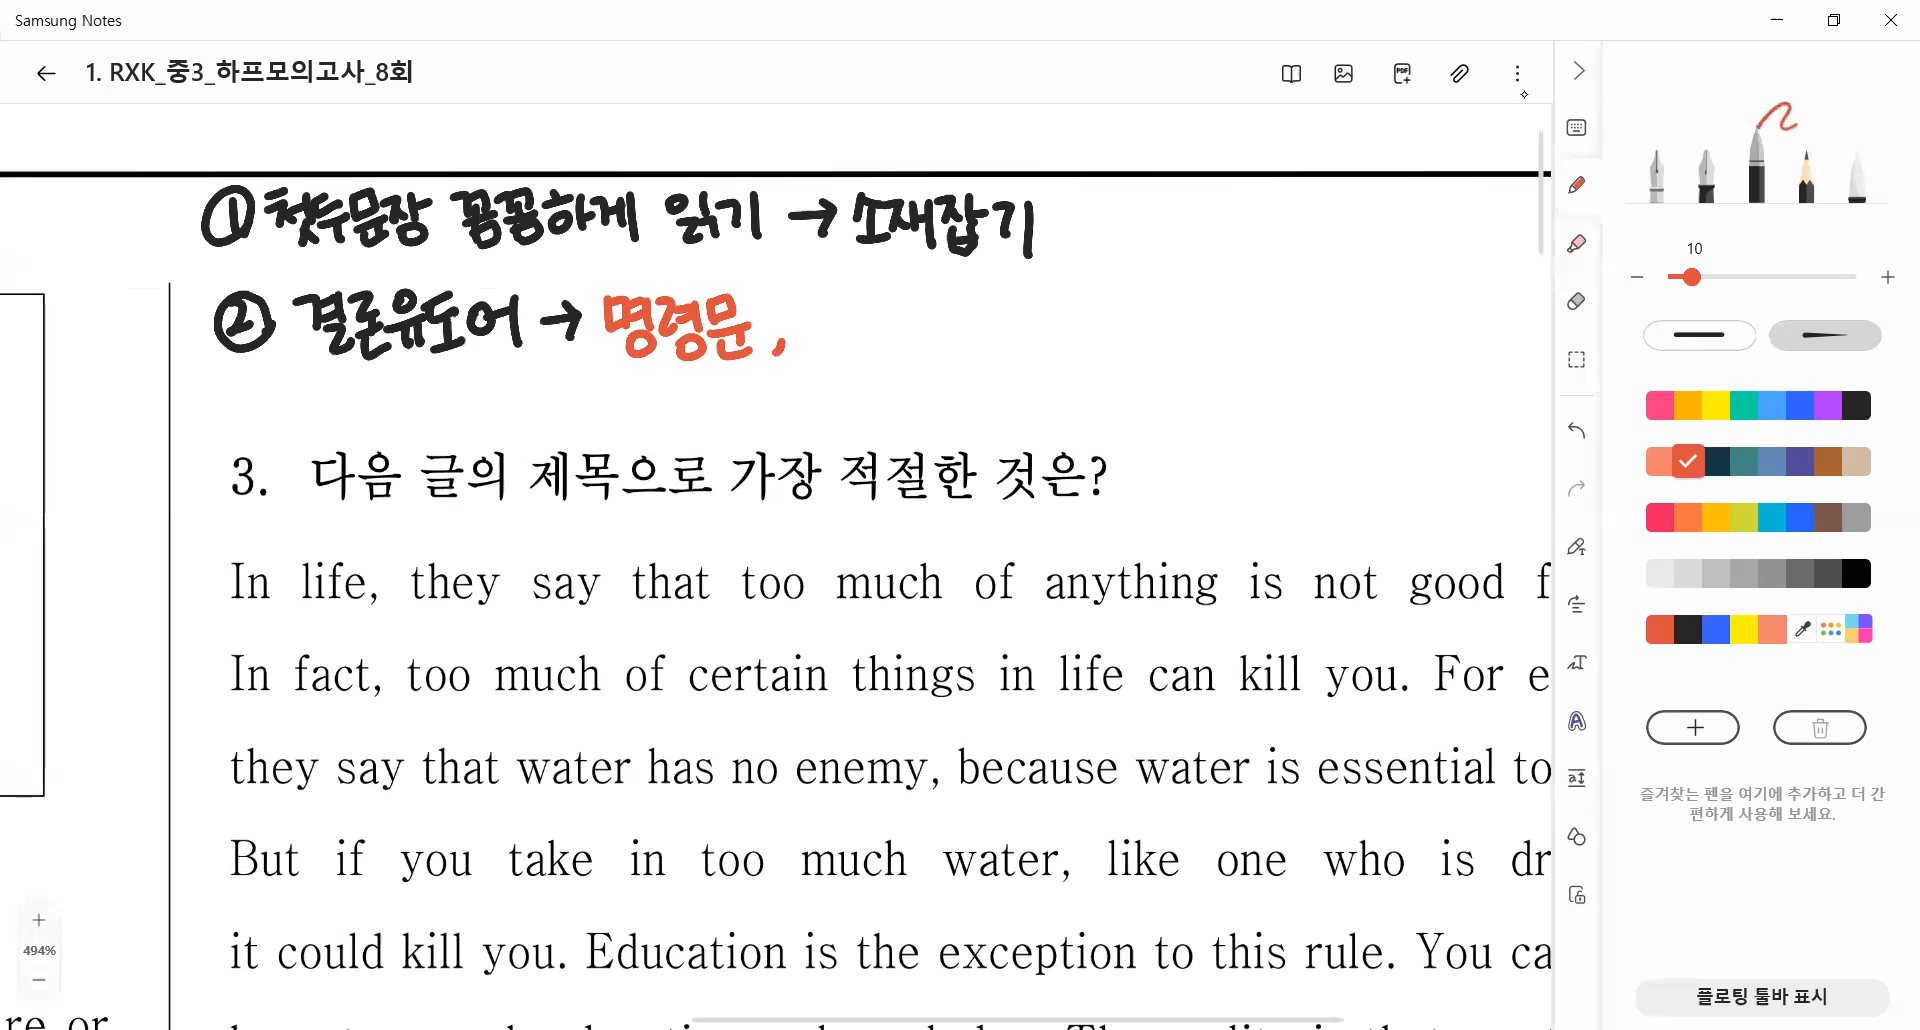 Samsung Notes
1. RXK_중3_하프모의고사_8회
PDF
①첫두문장 꼼꼼하게 읽기 → 소재잡기
② 결론유도어 → 명령문,
3. 다음 글의 제목으로 가장 적절한 것은?
In life, they say that too much of anything is not good f
In fact, too much of certain things in life can kill you. For e
they say that water has no enemy, because water is essential to
But if you take in too much water, like one who is dr
it could kill you. Education is the exception to this rule. You ca
re or
494%
10
즐겨찾는 펜을 여기에 추가하고 더 간
편하게 사용해 보세요.
플로팅 툴바 표시